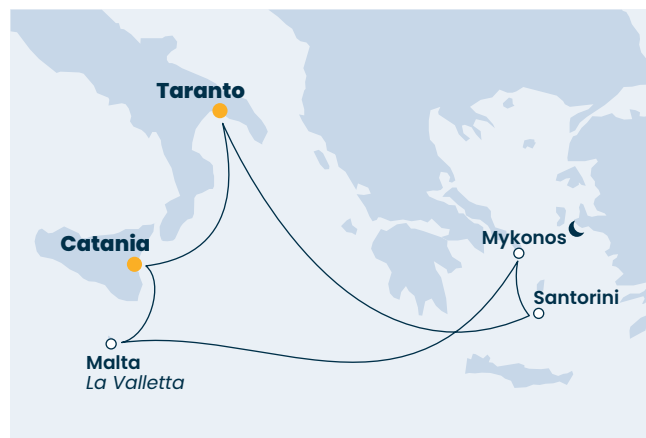 Taranto
Catania
Mykonos
Santorini
Malta
La Valletta